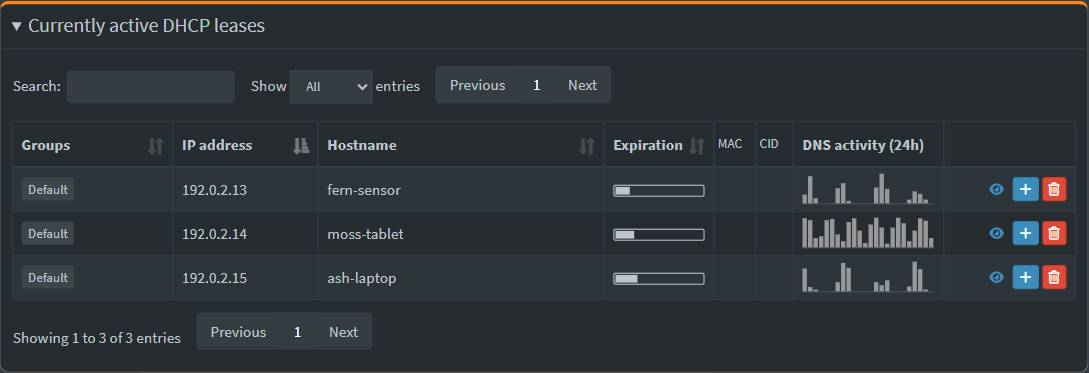 Currently active DHCP leases
Search: Show All entries Previous 1 Next
Groups IP address Hostname Expiration MAC CID DNS activity (24h)
Default 192.0.2.13 fern-sensor
Default 192.0.2.14 moss-tablet
Default 192.0.2.15 ash-laptop
Showing 1 to 3 of 3 entries Previous 1 Next